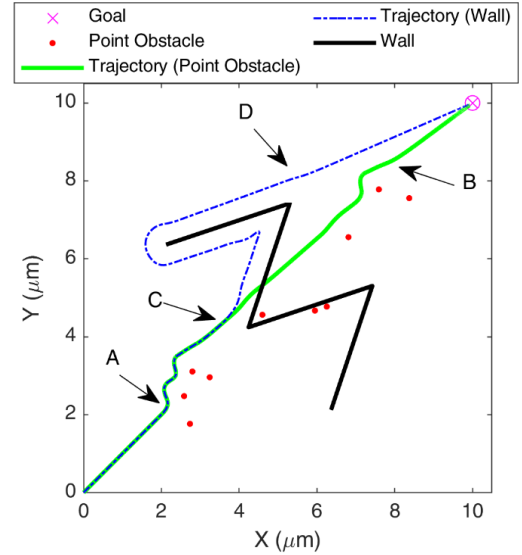 Goal
Trajectory (Wall)
Point Obstacle
Wall
Trajectory (Point Obstacle)
10
D
8
B
6
Y (μm)
C
4
A
2
0
0 2 4 6 8 10
X (μm)